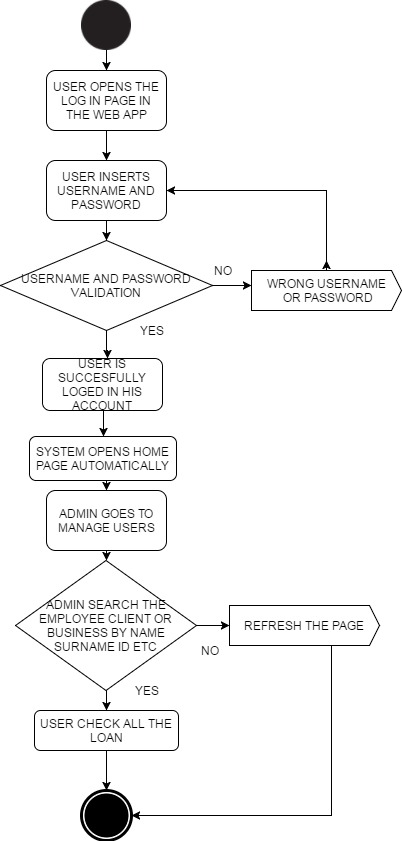 USER OPENS THE
LOG IN PAGE IN
THE WEB APP
USER INSERTS
USERNAME AND
PASSWORD
USERNAME AND PASSWORD
VALIDATION
NO
WRONG USERNAME
OR PASSWORD
YES
USER IS
SUCCESFULLY
LOGED IN HIS
ACCOUNT
SYSTEM OPENS HOME
PAGE AUTOMATICALLY
ADMIN GOES TO
MANAGE USERS
ADMIN SEARCH THE
EMPLOYEE CLIENT OR
BUSINESS BY NAME
SURNAME ID ETC
NO
REFRESH THE PAGE
YES
USER CHECK ALL THE
LOAN